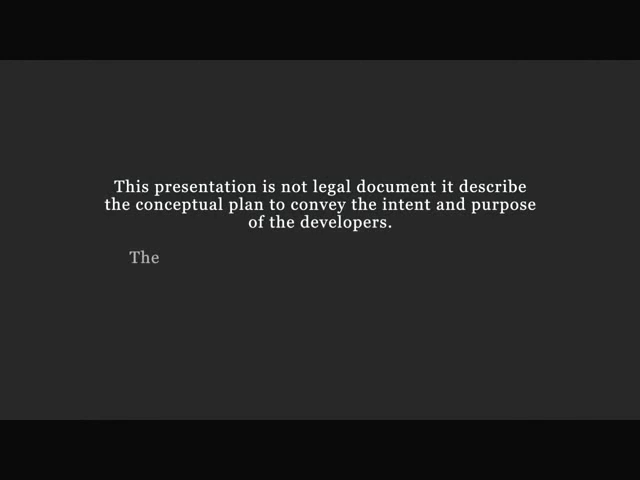 This presentation is not legal document it describe
the conceptual plan to convey the intent and purpose
of the developers.
The